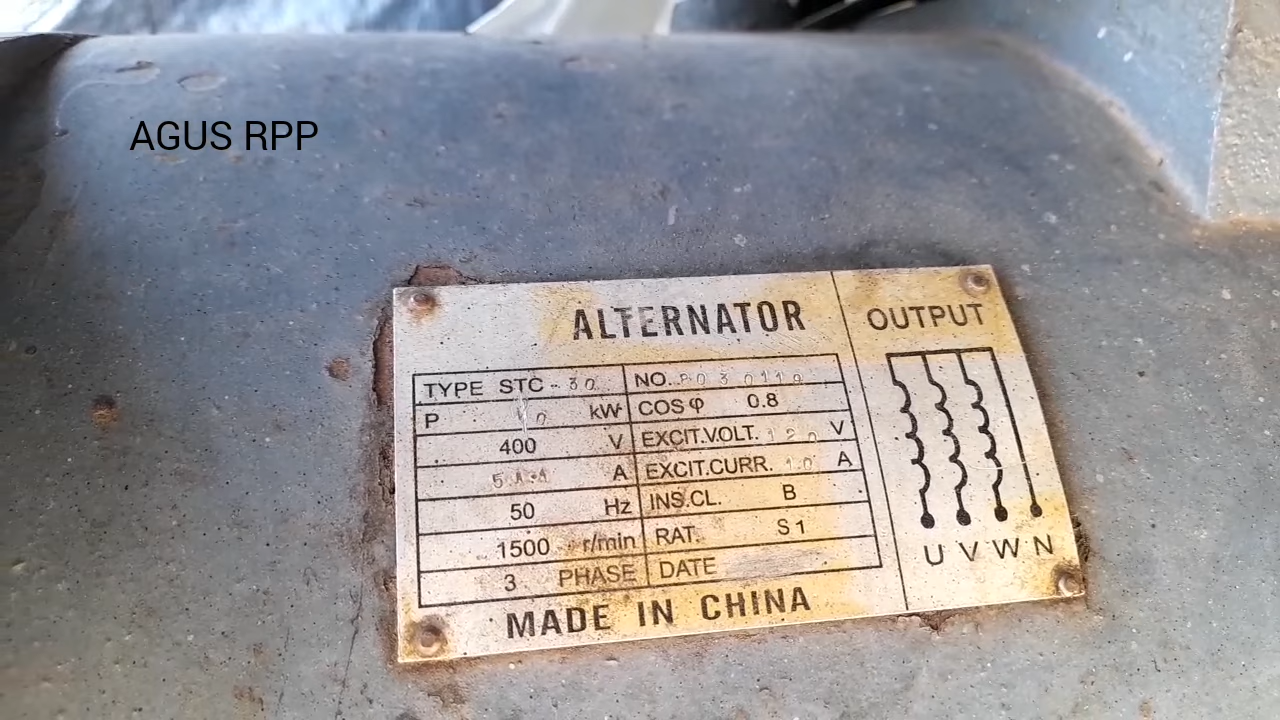 AGUS RPP
ALTERNATOR
OUTPUT
TYPE STC-30 NO.
P kW COS φ 0.8
400 V EXCIT.VOLT. V
A EXCIT.CURR. A
50 Hz INS.CL. B
1500 r/min RAT. S1
3 PHASE DATE
U V W N
MADE IN CHINA